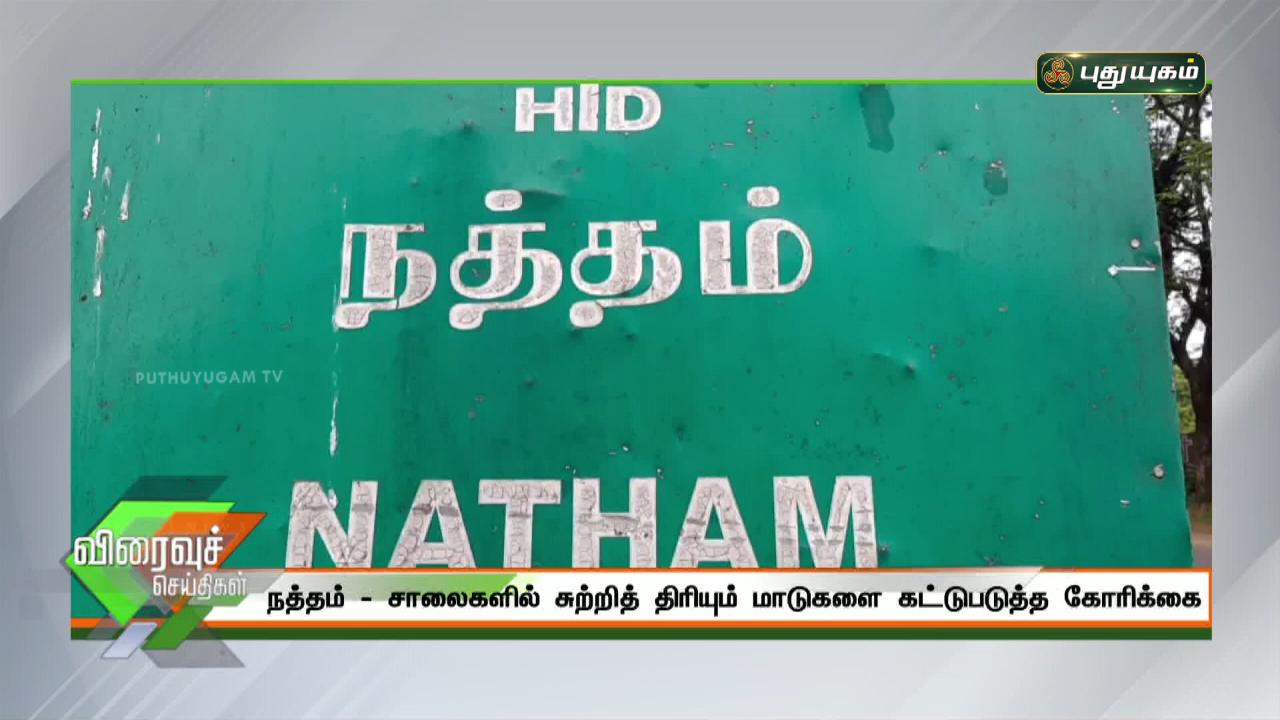 புதுயுகம்
HID
நத்தம்
PUTHUYUGAM TV
NATHAM
விரைவுச்
செய்திகள்
நத்தம் - சாலைகளில் சுற்றித் திரியும் மாடுகளை கட்டுபடுத்த கோரிக்கை